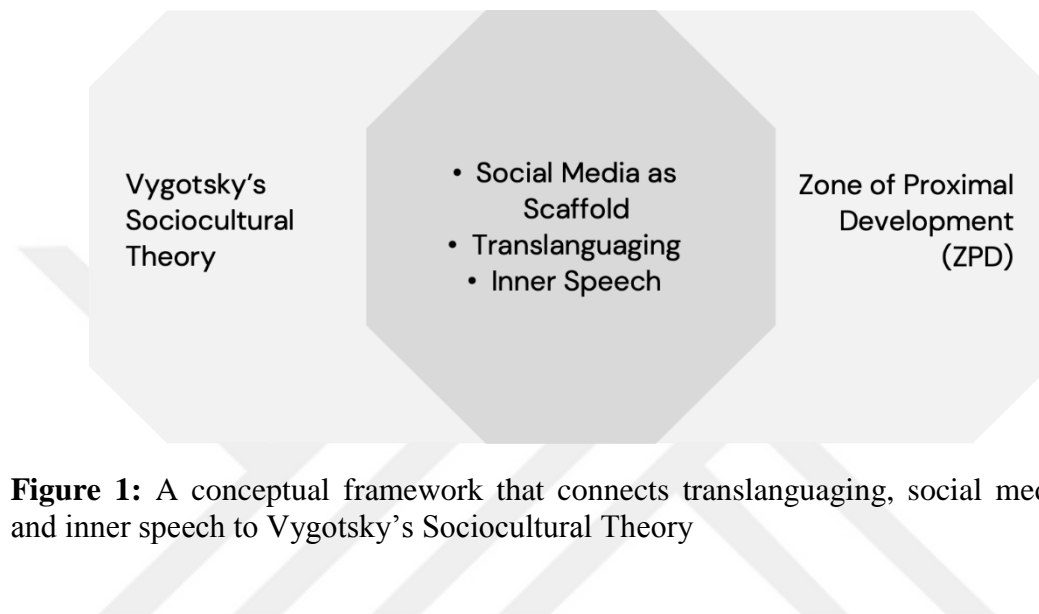 Vygotsky's
Sociocultural
Theory
• Social Media as
Scaffold
• Translanguaging
• Inner Speech
Zone of Proximal
Development
(ZPD)
Figure 1: A conceptual framework that connects translanguaging, social med
and inner speech to Vygotsky's Sociocultural Theory